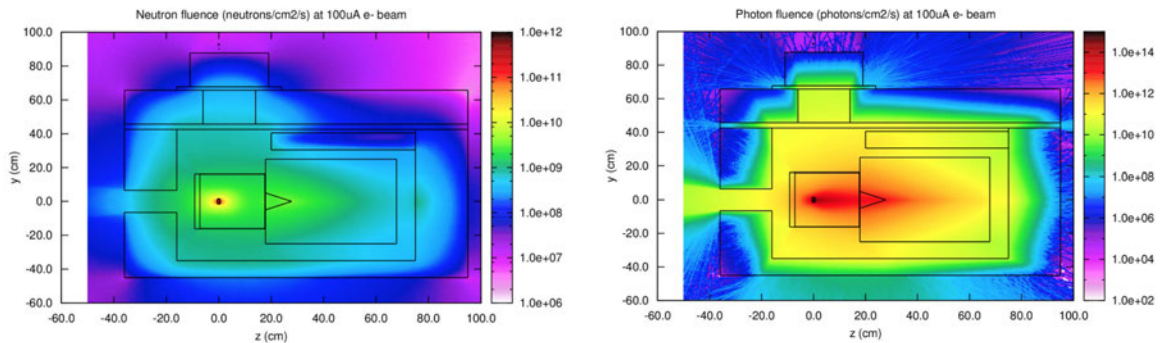 Neutron fluence (neutrons/cm2/s) at 100uA e- beam
100.0
80.0
60.0
40.0
20.0
0.0
-20.0
-40.0
-60.0
y (cm)
-60.0 -40.0 -20.0 0.0 20.0 40.0 60.0 80.0 100.0
z (cm)
1.0e+12
1.0e+11
1.0e+10
1.0e+09
1.0e+08
1.0e+07
1.0e+06
Photon fluence (photons/cm2/s) at 100uA e- beam
100.0
80.0
60.0
40.0
20.0
0.0
-20.0
-40.0
-60.0
y (cm)
-60.0 -40.0 -20.0 0.0 20.0 40.0 60.0 80.0 100.0
z (cm)
1.0e+14
1.0e+12
1.0e+10
1.0e+08
1.0e+06
1.0e+04
1.0e+02